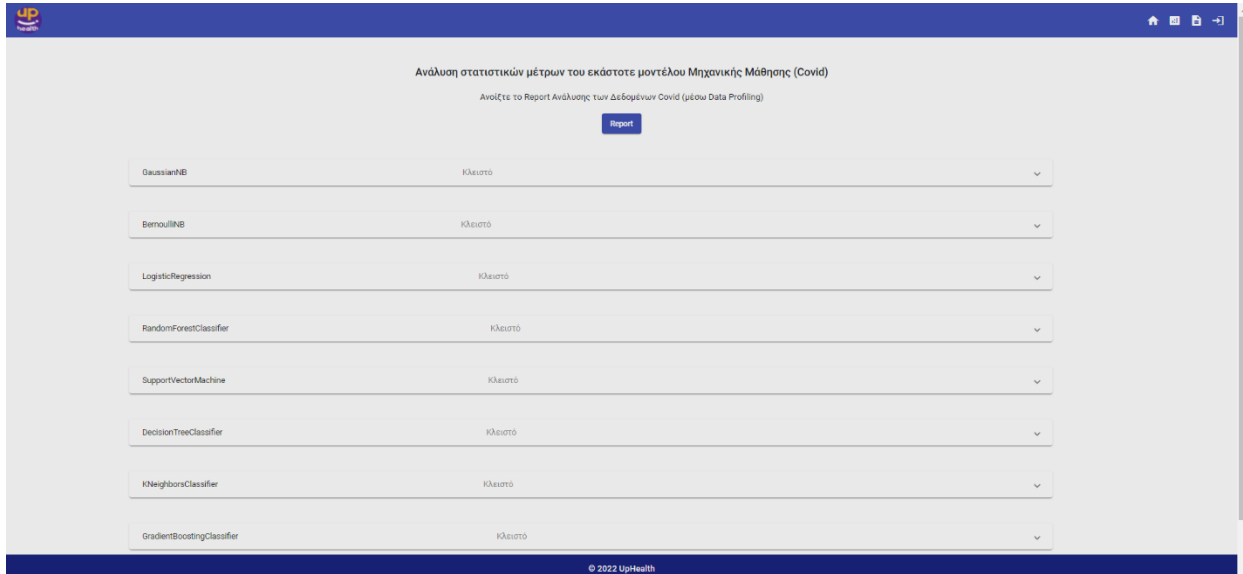 up
health
Ανάλυση στατιστικών μέτρων του εκάστοτε μοντέλου Μηχανικής Μάθησης (Covid)
Ανοίξτε το Report Ανάλυσης των Δεδομένων Covid (μέσω Data Profiling)
Report
GaussianNB Κλειστό
BernoulliNB Κλειστό
LogisticRegression Κλειστό
RandomForestClassifier Κλειστό
SupportVectorMachine Κλειστό
DecisionTreeClassifier Κλειστό
KNeighborsClassifier Κλειστό
GradientBoostingClassifier Κλειστό
© 2022 UpHealth